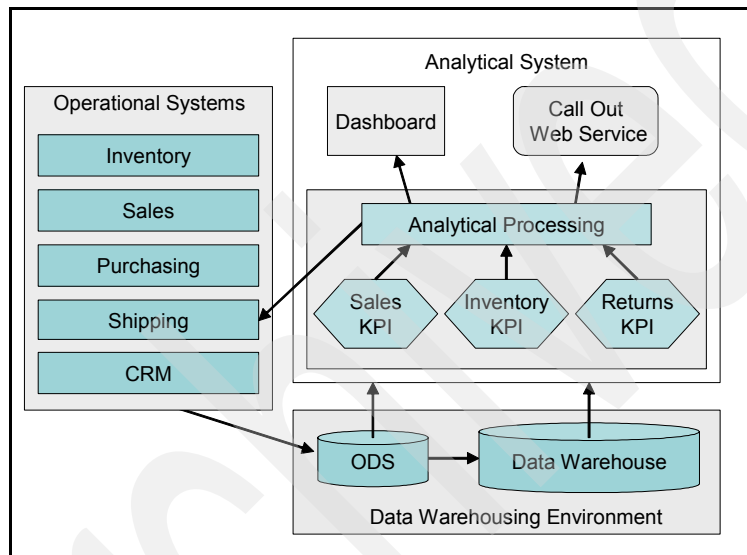 Analytical System
Operational Systems
Dashboard
Call Out
Web Service
Inventory
Sales
Purchasing
Shipping
CRM
Analytical Processing
Sales
KPI
Inventory
KPI
Returns
KPI
ODS
Data Warehouse
Data Warehousing Environment